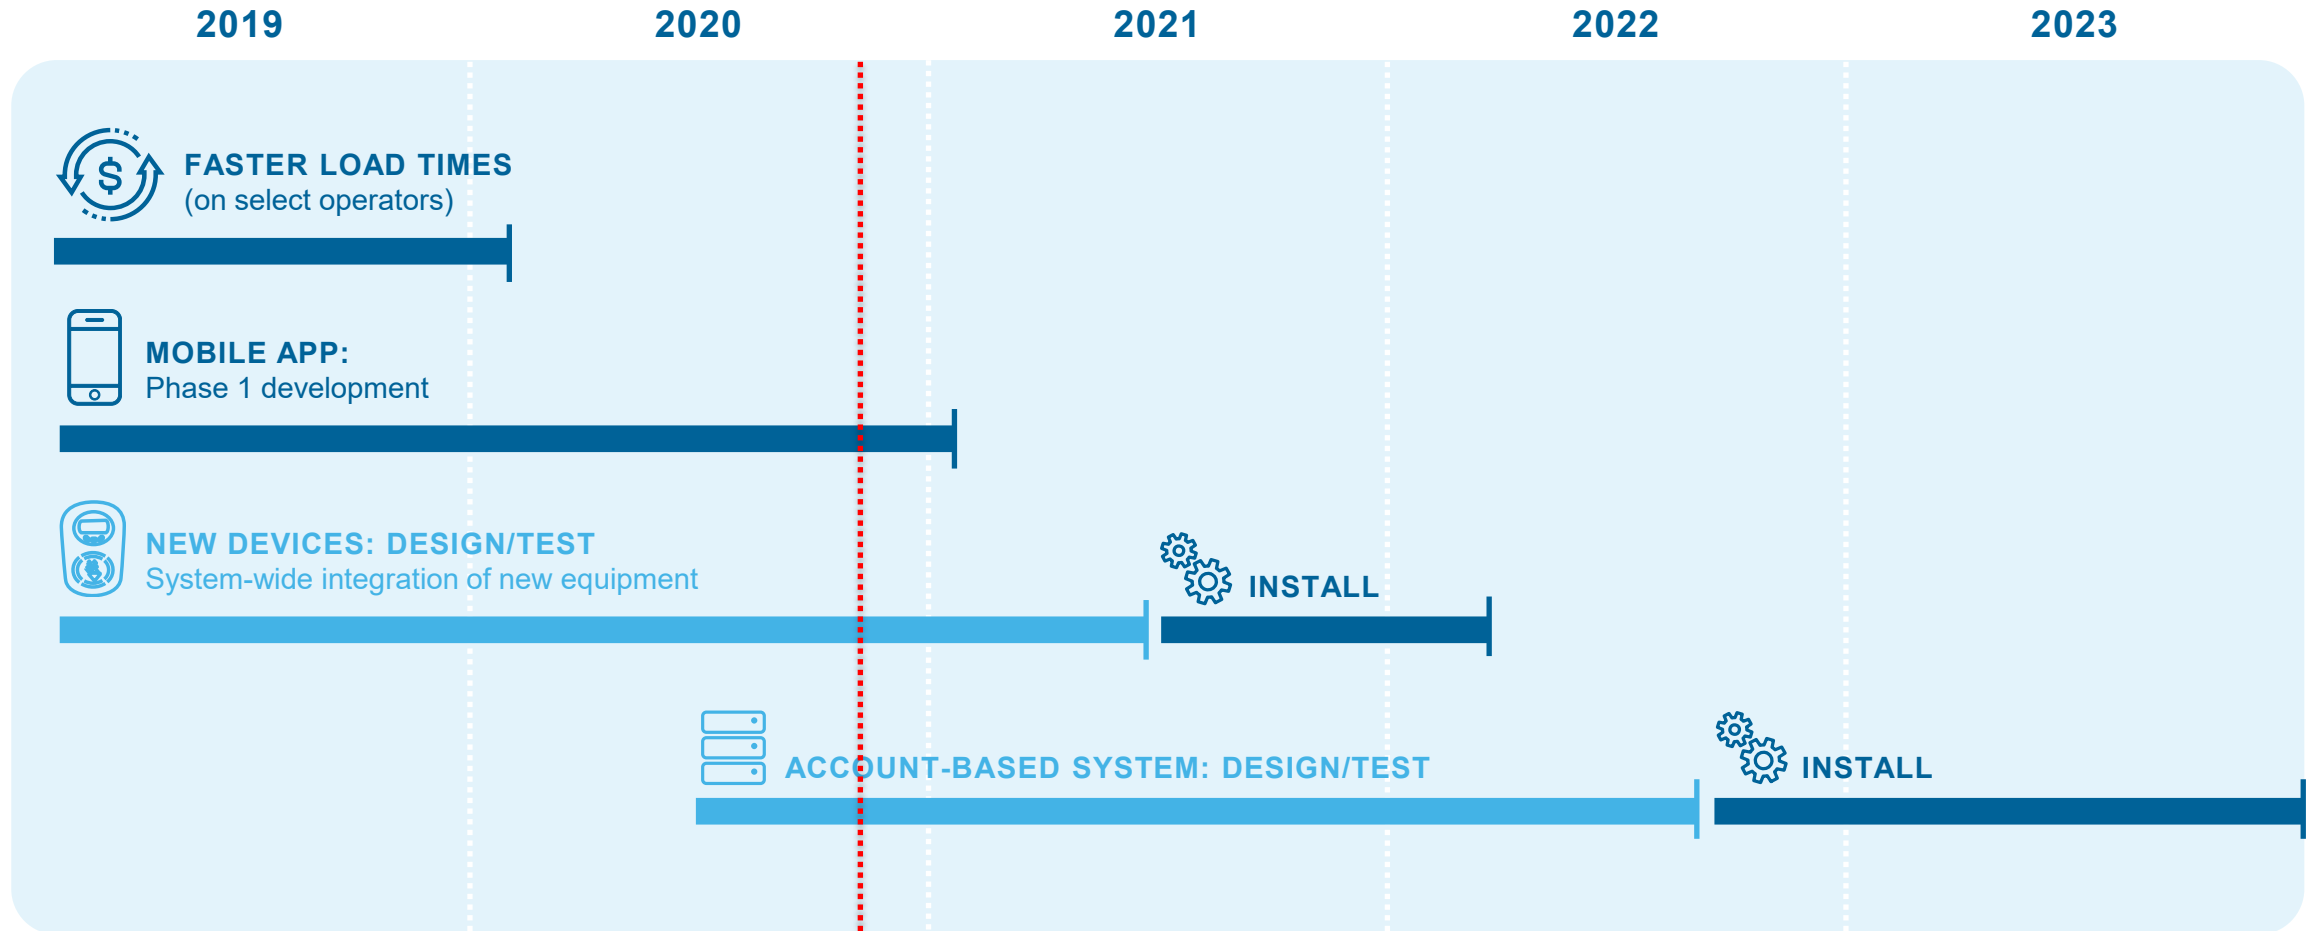 2019 2020 2021 2022 2023
FASTER LOAD TIMES
(on select operators)
MOBILE APP:
Phase 1 development
NEW DEVICES: DESIGN/TEST
System-wide integration of new equipment
INSTALL
ACCOUNT-BASED SYSTEM: DESIGN/TEST
INSTALL